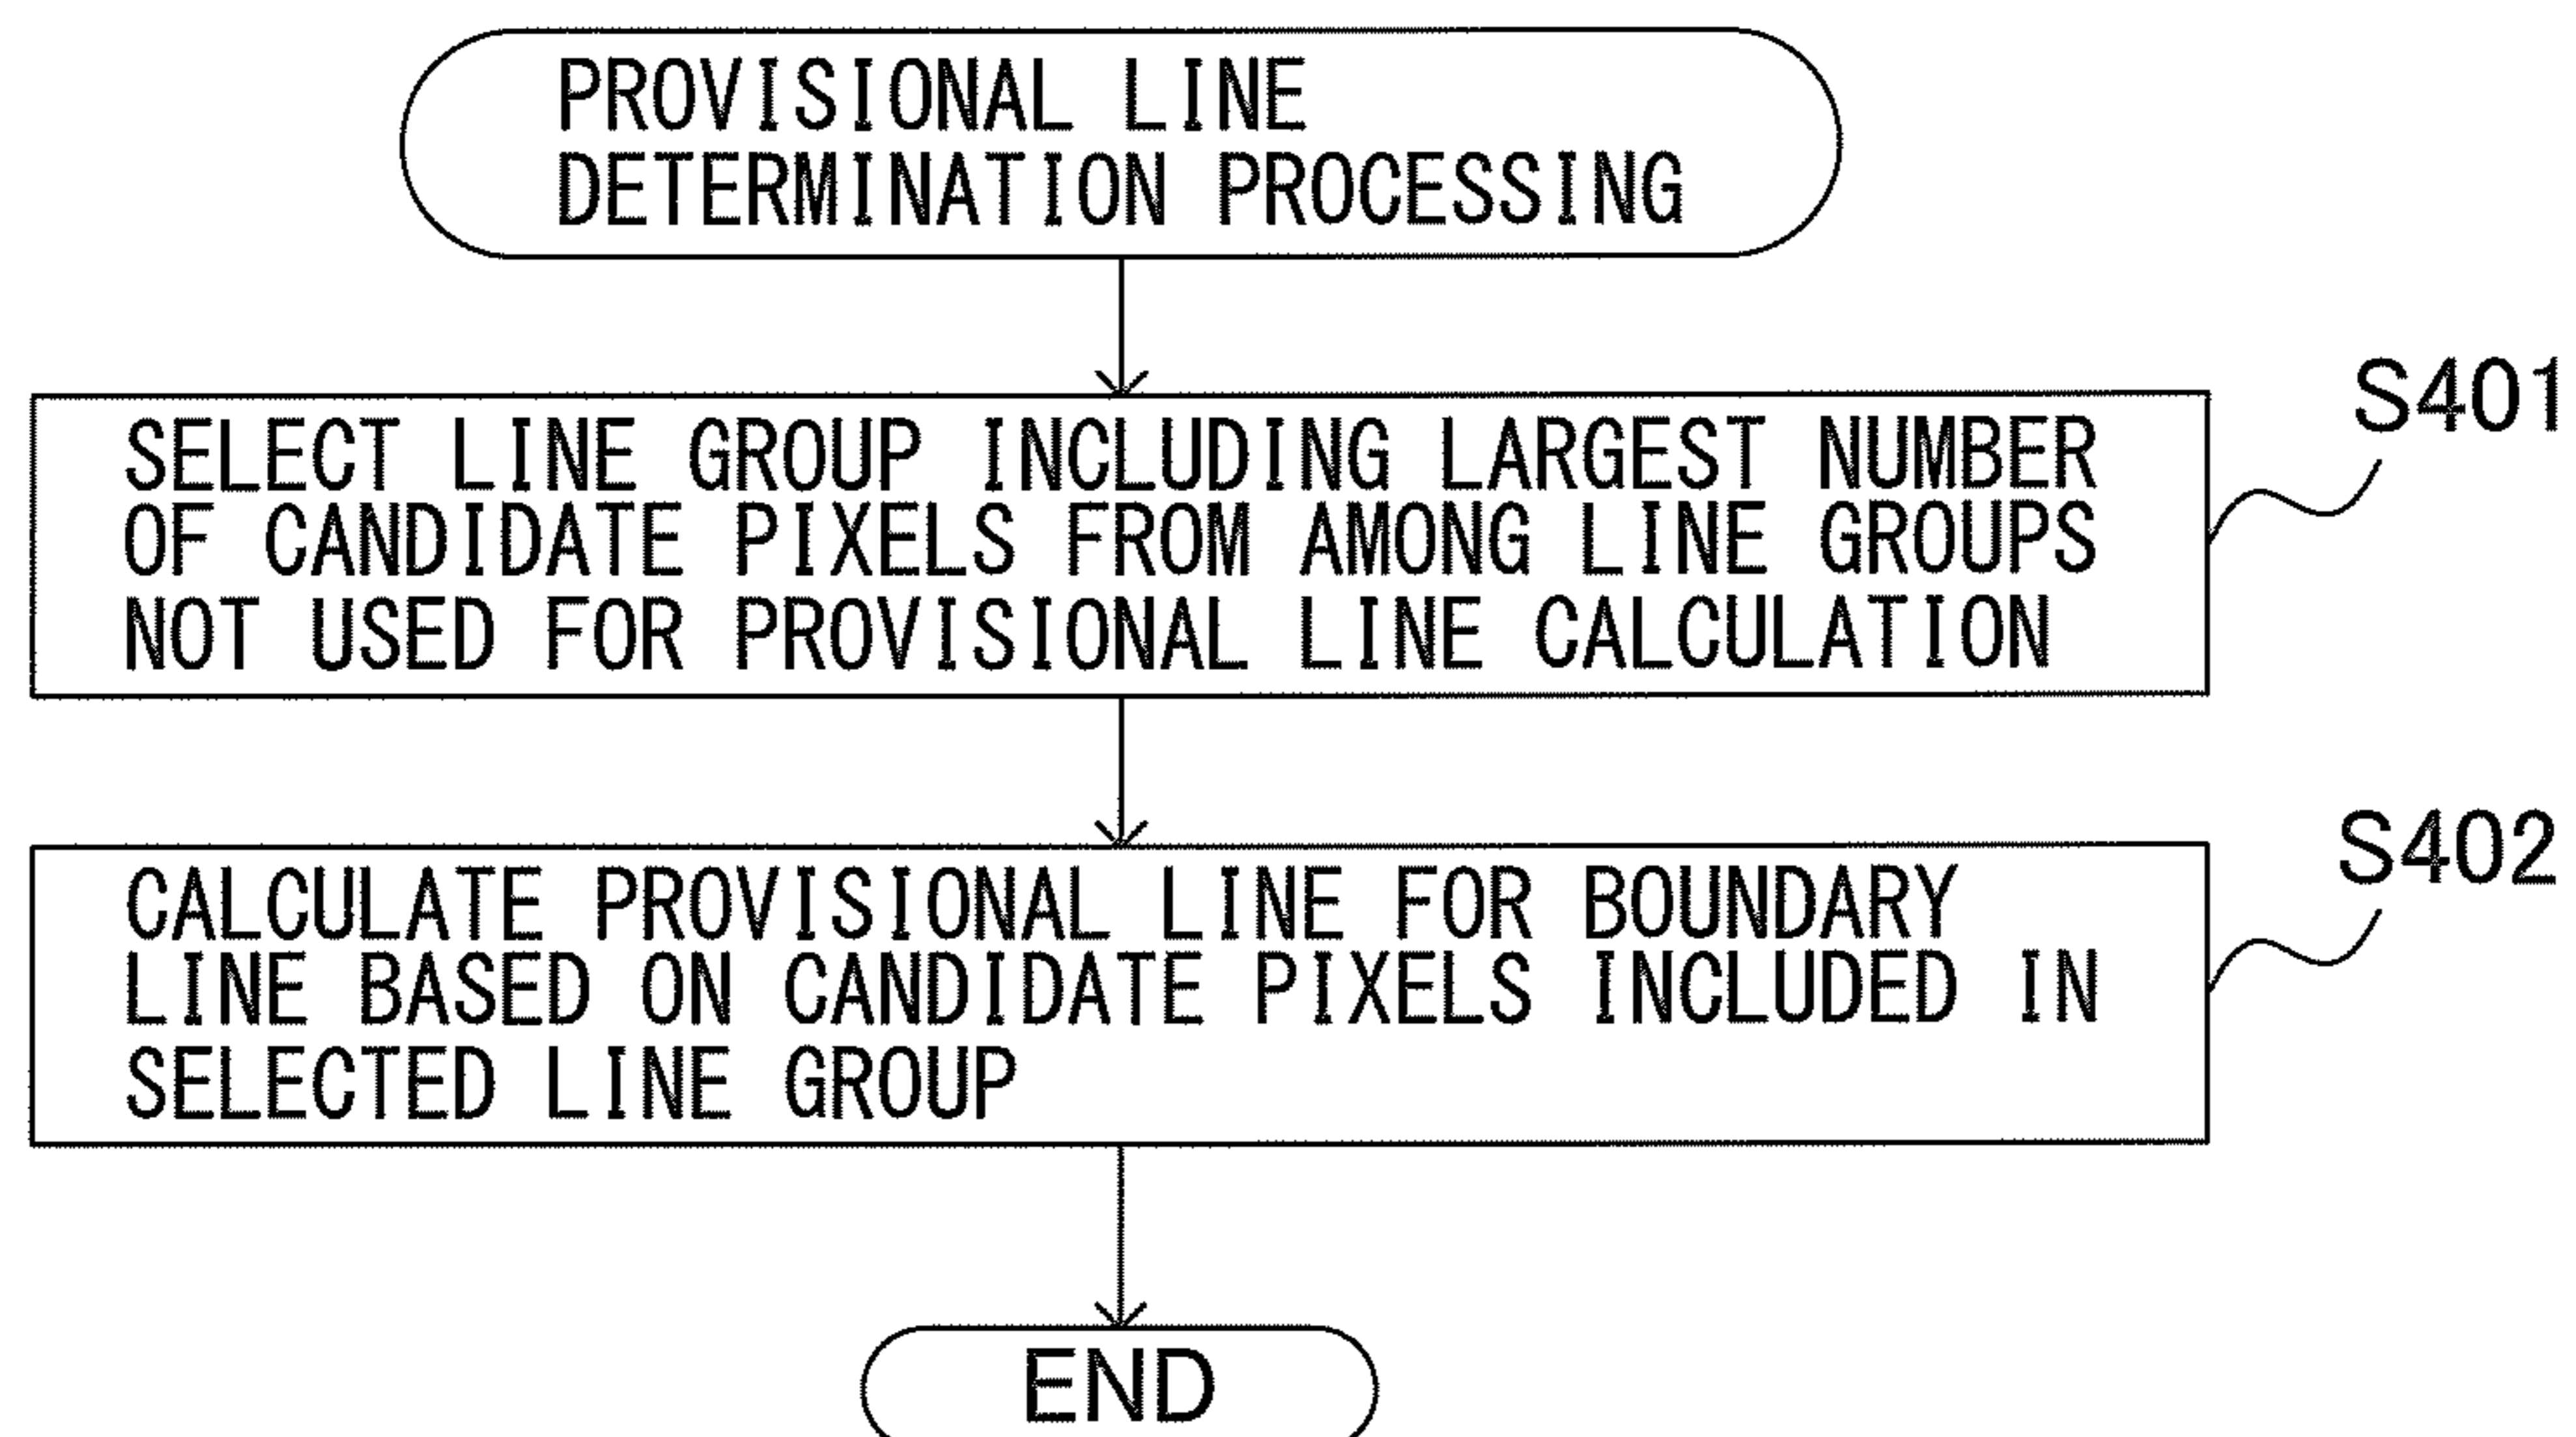 PROVISIONAL LINE
DETERMINATION PROCESSING
S401
SELECT LINE GROUP INCLUDING LARGEST NUMBER
OF CANDIDATE PIXELS FROM AMONG LINE GROUPS
NOT USED FOR PROVISIONAL LINE CALCULATION
S402
CALCULATE PROVISIONAL LINE FOR BOUNDARY
LINE BASED ON CANDIDATE PIXELS INCLUDED IN
SELECTED LINE GROUP
END